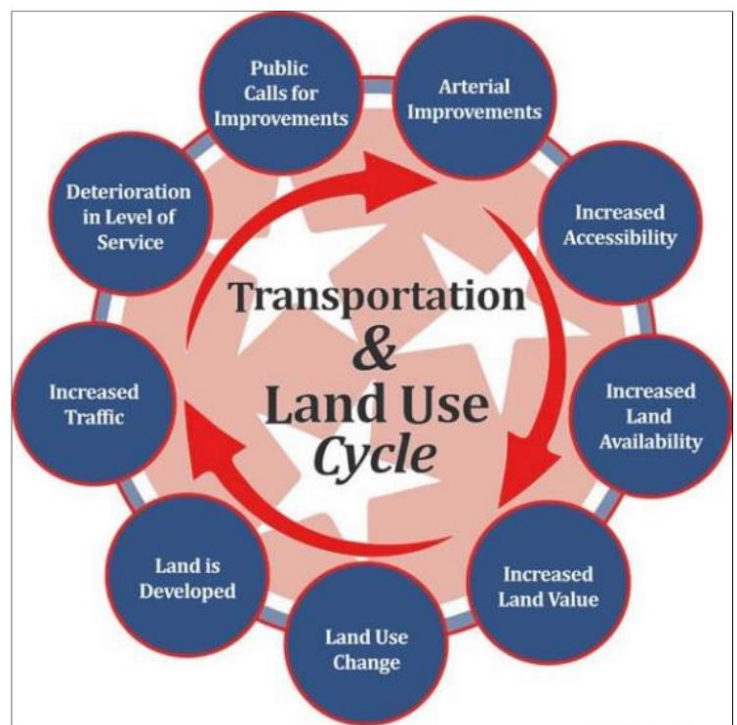 Public
Calls for
Improvements
Arterial
Improvements
Increased
Accessibility
Increased
Land
Availability
Increased
Land Value
Land Use
Change
Land is
Developed
Increased
Traffic
Deterioration
in Level of
Service
Transportation
&
Land Use
Cycle